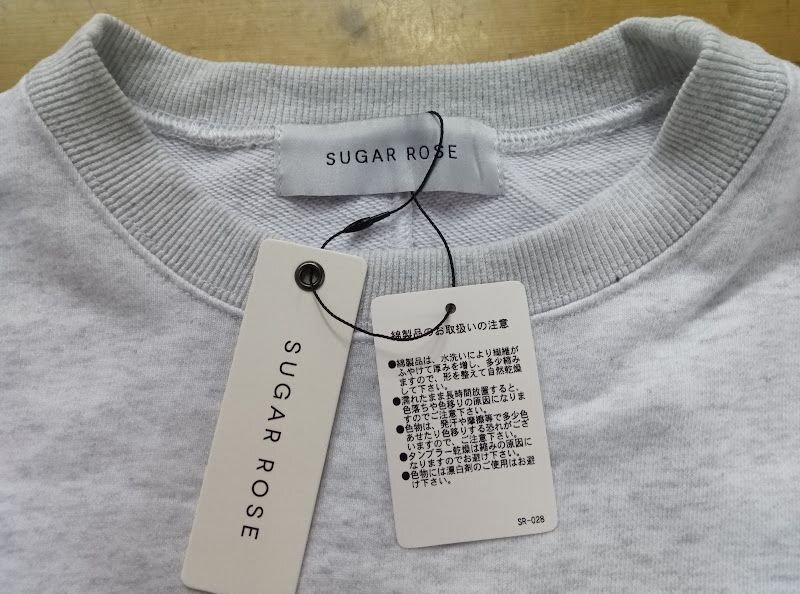 SUGAR ROSE
SUGAR ROSE
綿製品のお取扱いの注意
●綿製品は、水洗いにより繊維が
ふやけて厚みを増し、多少縮み
ますので、形を整えて自然乾燥
して下さい。
●濡れたまま長時間放置すると、
色落ちや色移りの原因になりま
すのでご注意下さい。
●色物は、発汗や摩擦等で多少色
あせたり色移りする恐れがござ
いますので、ご注意下さい。
●タンブラー乾燥は縮みの原因に
なりますのでお避け下さい。
●色物には漂白剤のご使用はお避
け下さい。
SR-028